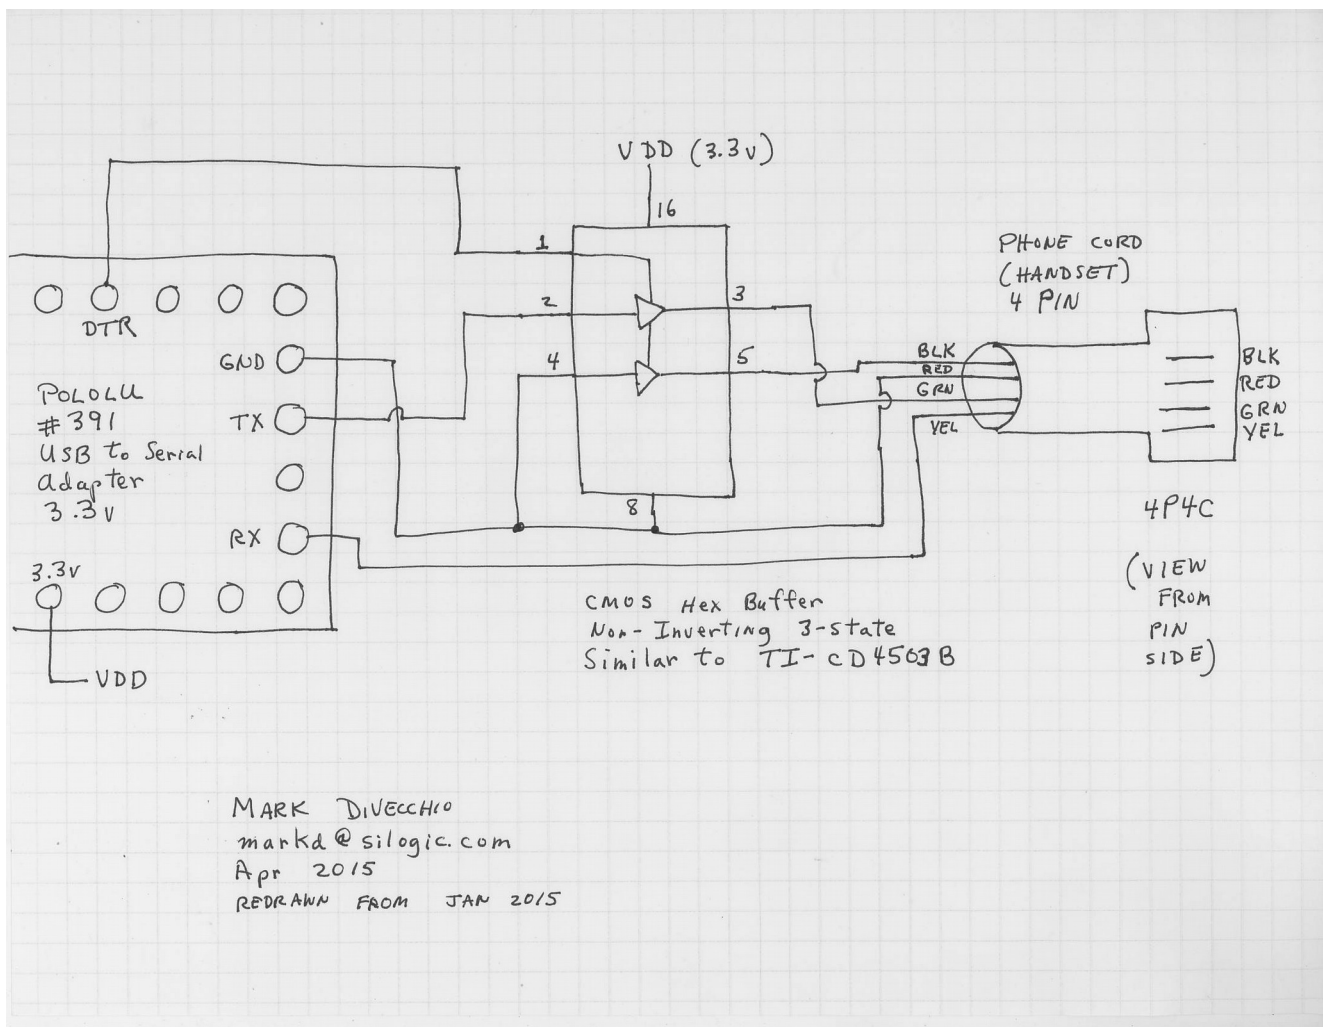 VDD (3.3v)
16
1
2
3
4
5
8
PHONE CORD
(HANDSET)
4 PIN
DTR
GND
TX
RX
POLOLU
#391
USB to Serial
adapter
3.3v
3.3v
VDD
BLK
RED
GRN
YEL
BLK
RED
GRN
YEL
4P4C
(VIEW
FROM
PIN
SIDE)
CMOS Hex Buffer
Non-Inverting 3-state
Similar to TI-CD4503B
MARK DIVECCHIO
markd@silogic.com
Apr 2015
REDRAWN FROM JAN 2015